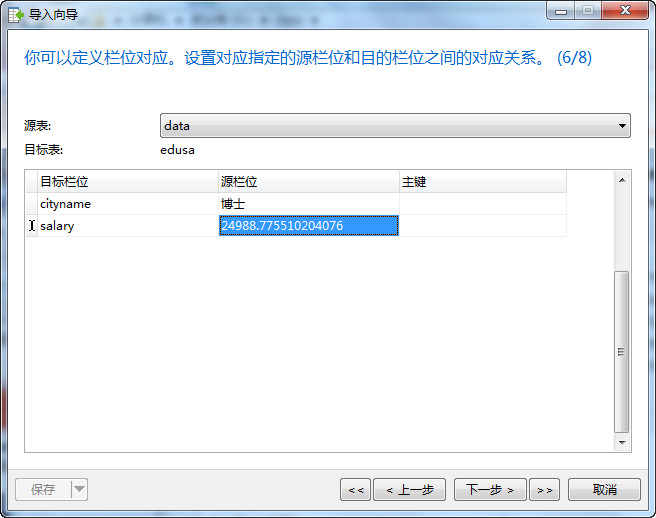 导入向导
你可以定义栏位对应。设置对应指定的源栏位和目的栏位之间的对应关系。 (6/8)
源表: data
目标表: edusa
目标栏位 源栏位 主键
cityname 博士
salary 24988.775510204076
保存 << < 上一步 下一步 > >> 取消